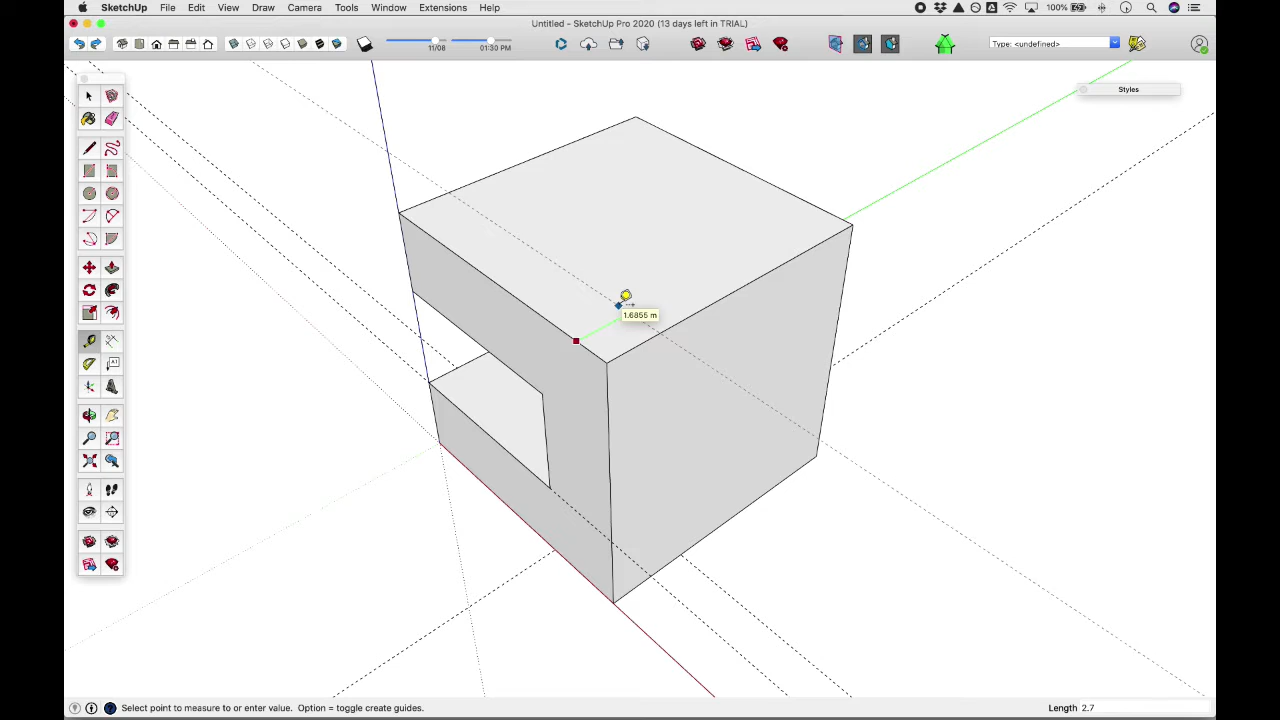 SketchUp File Edit View Draw Camera Tools Window Extensions Help 100%
Untitled - SketchUp Pro 2020 (13 days left in TRIAL)
11/08 01:30 PM Type: <undefined>
Styles
A1
1.6855 m
Select point to measure to or enter value. Option = toggle create guides. Length 2.7